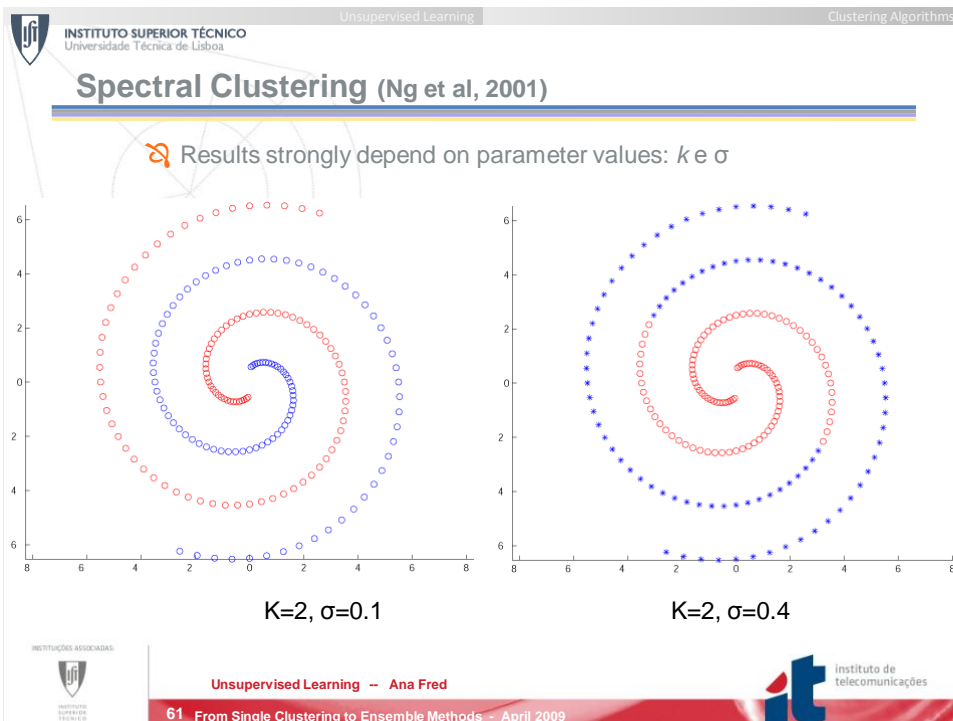 Unsupervised Learning
Clustering Algorithms
INSTITUTO SUPERIOR TÉCNICO
Universidade Técnica de Lisboa
Spectral Clustering (Ng et al, 2001)
Results strongly depend on parameter values: k e σ
6
4
2
0
2
4
6
8 6 4 2 0 2 4 6 8
6
4
2
0
2
4
6
8 6 4 2 0 2 4 6 8
K=2, σ=0.1
K=2, σ=0.4
INSTITUIÇÕES ASSOCIADAS:
INSTITUTO
SUPERIOR
TÉCNICO
Unsupervised Learning -- Ana Fred
61 From Single Clustering to Ensemble Methods - April 2009
it
instituto de
telecomunicações